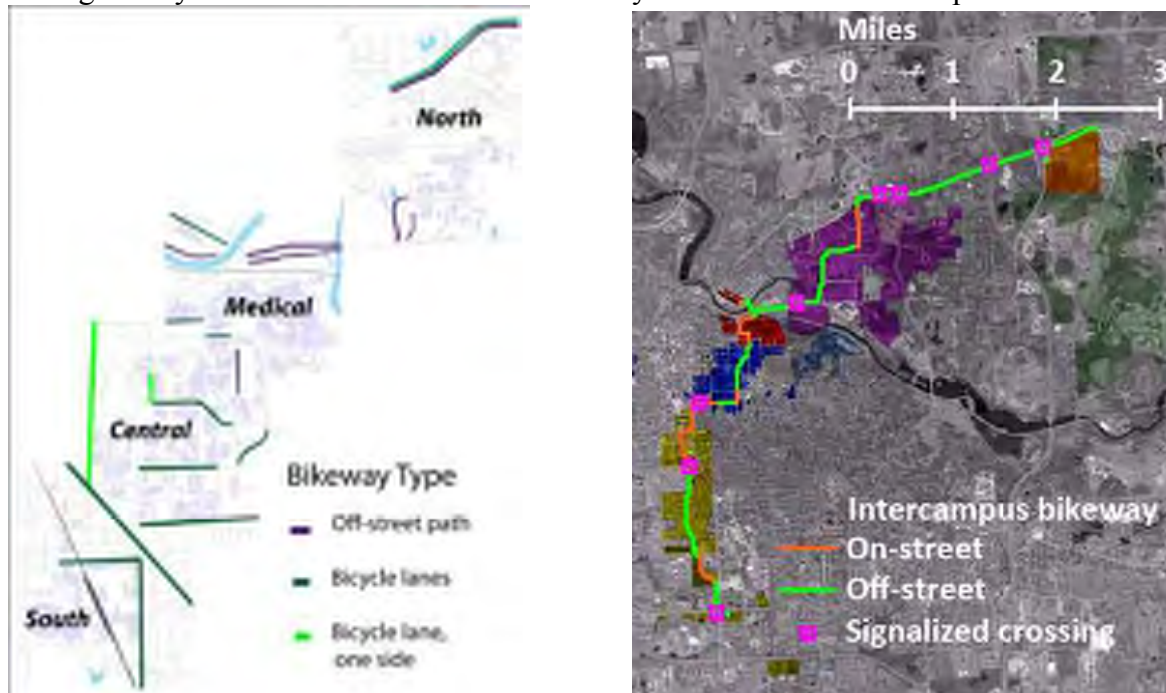 North
Medical
Central
South
Bikeway Type
Off-street path
Bicycle lanes
Bicycle lane,
one side
Miles
0 1 2 3
Intercampus bikeway
On-street
Off-street
Signalized crossing